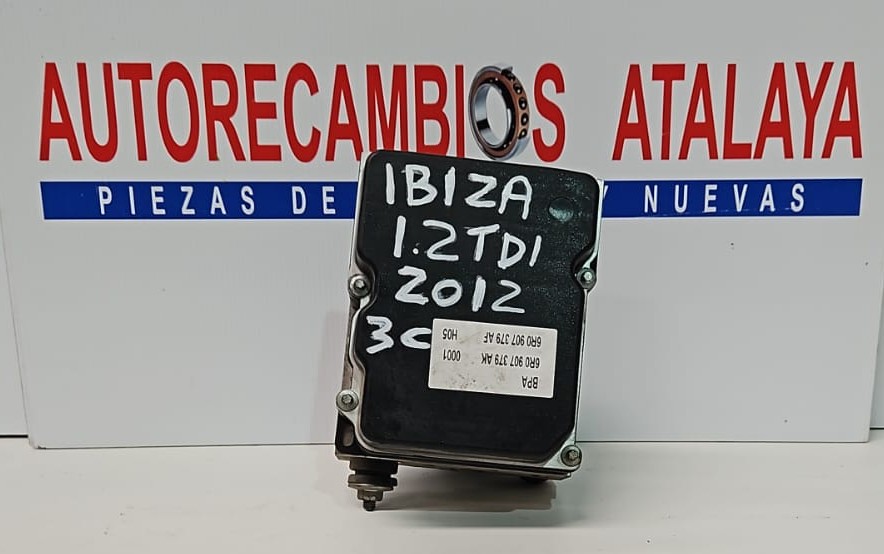 AUTORECAMBIOS ATALAYA
PIEZAS DE Y NUEVAS
IBIZA
1.2TDI
2012
3C
BPA
6R0 907 379 AK 0001
6R0 907 379 AF H05